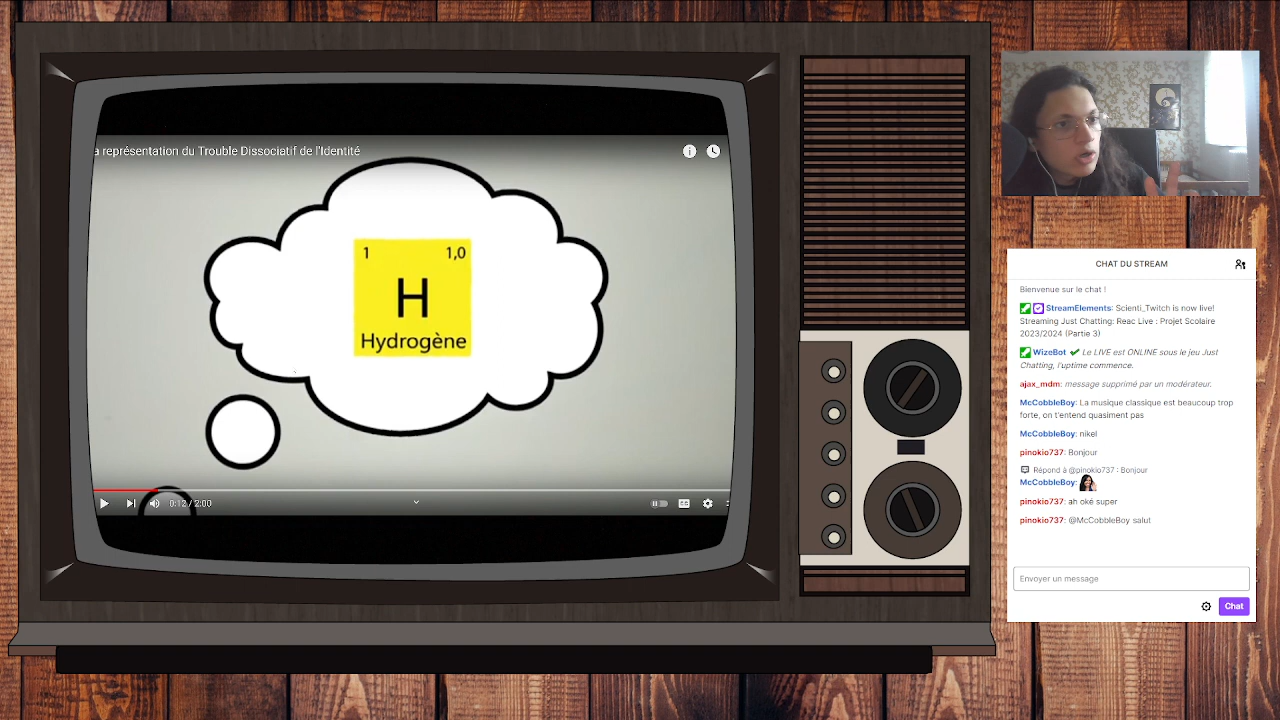 a représentation du Trouble Dissociatif de l'Identité
1 1,0
H
Hydrogène
0:12 / 2:00
CHAT DU STREAM
Bienvenue sur le chat !
StreamElements: Scienti_Twitch is now live!
Streaming Just Chatting: Reac Live : Projet Scolaire
2023/2024 (Partie 3)
WizeBot Le LIVE est ONLINE sous le jeu Just
Chatting, l'uptime commence.
ajax_mdm: message supprimé par un modérateur.
McCobbleBoy: La musique classique est beaucoup trop
forte, on t'entend quasiment pas
McCobbleBoy: nikel
pinokio737: Bonjour
Répond à @pinokio737 : Bonjour
McCobbleBoy:
pinokio737: ah oké super
pinokio737: @McCobbleBoy salut
Envoyer un message
Chat